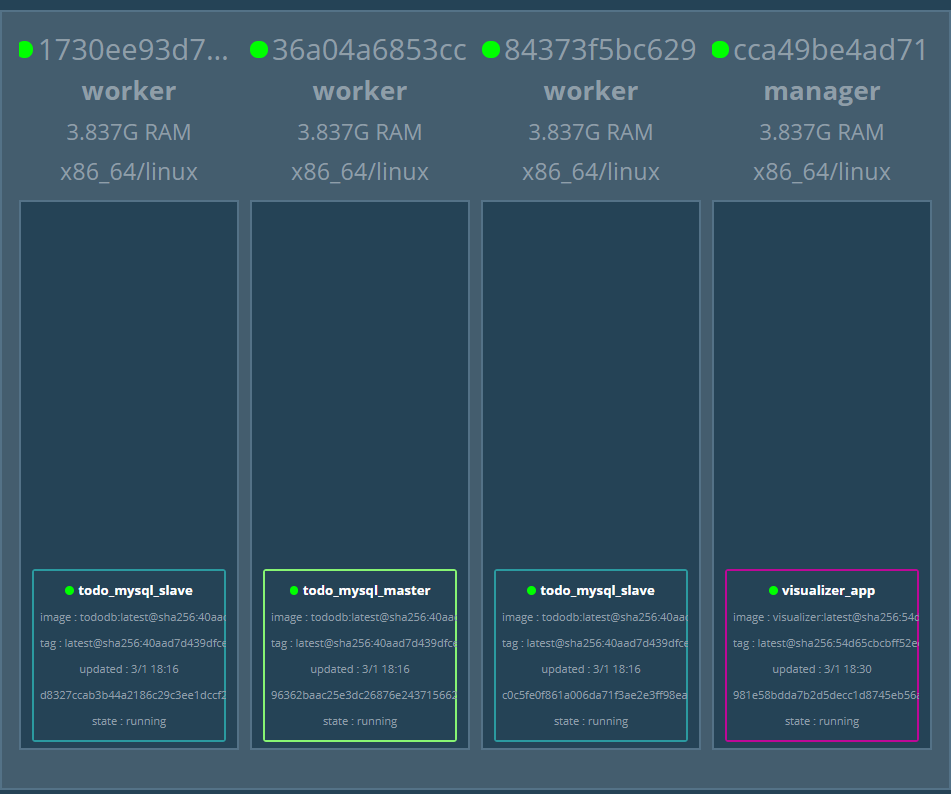 1730ee93d7...
worker
3.837G RAM
x86_64/linux
todo_mysql_slave
image : tododb:latest@sha256:40aa
tag : latest@sha256:40aad7d439dfce
updated : 3/1 18:16
d8327ccab3b44a2186c29c3ee1dccf2
state : running
36a04a6853cc
worker
3.837G RAM
x86_64/linux
todo_mysql_master
image : tododb:latest@sha256:40aa
tag : latest@sha256:40aad7d439dfce
updated : 3/1 18:16
96362baac25e3dc26876e243715662
state : running
84373f5bc629
worker
3.837G RAM
x86_64/linux
todo_mysql_slave
image : tododb:latest@sha256:40aa
tag : latest@sha256:40aad7d439dfce
updated : 3/1 18:16
c0c5fe0f861a006da71f3ae2e3ff98ea
state : running
cca49be4ad71
manager
3.837G RAM
x86_64/linux
visualizer_app
image : visualizer:latest@sha256:54d
tag : latest@sha256:54d65cbcbff52e
updated : 3/1 18:30
981e58bdda7b2d5decc1d8745eb56a
state : running